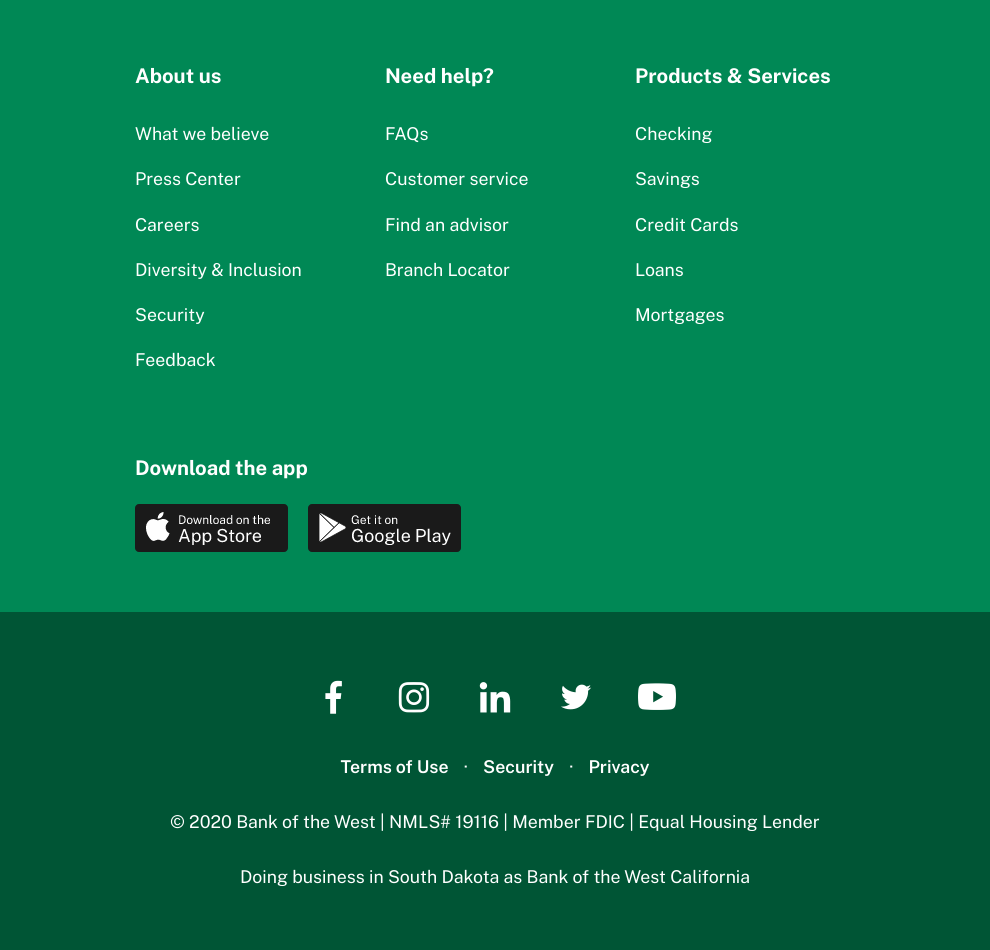 About us
What we believe
Press Center
Careers
Diversity & Inclusion
Security
Feedback
Need help?
FAQs
Customer service
Find an advisor
Branch Locator
Products & Services
Checking
Savings
Credit Cards
Loans
Mortgages
Download the app
Download on the
App Store
Get it on
Google Play
Terms of Use · Security · Privacy
© 2020 Bank of the West | NMLS# 19116 | Member FDIC | Equal Housing Lender
Doing business in South Dakota as Bank of the West California